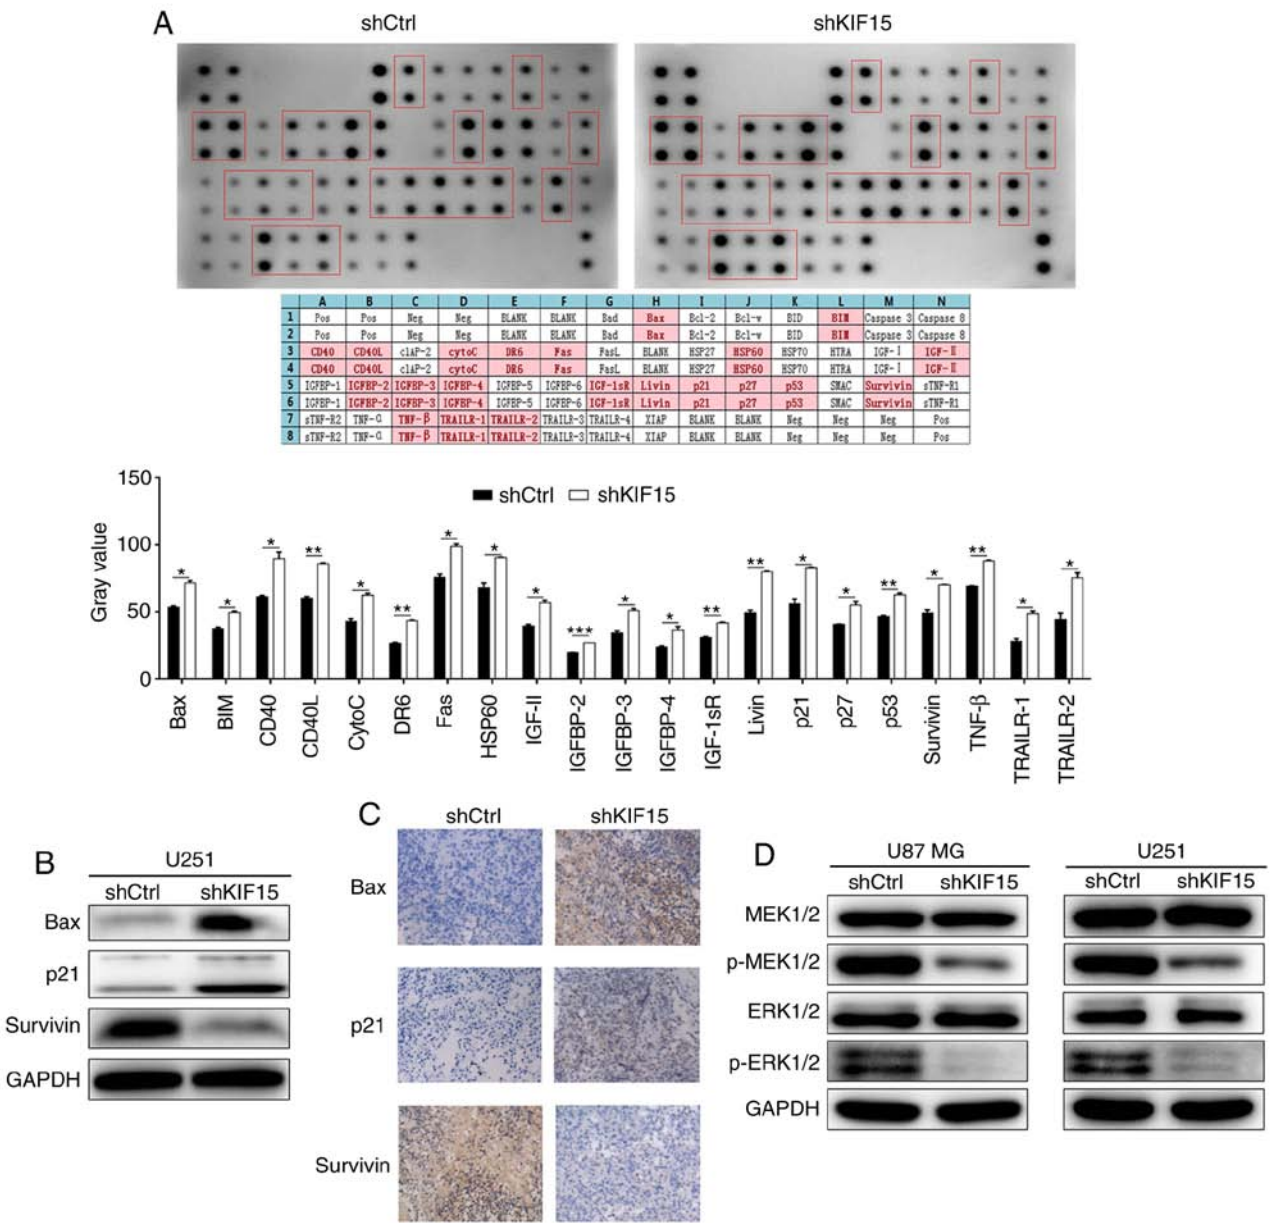 A
shCtrl shKIF15
A B C D E F G H I J K L M N
1 Pos Pos Neg Neg BLANK BLANK Bad Bax Bcl-2 Bcl-w BID BIM Caspase 3 Caspase 8
2 Pos Pos Neg Neg BLANK BLANK Bad Bax Bcl-2 Bcl-w BID BIM Caspase 3 Caspase 8
3 CD40 CD40L cIAP-2 cytoC DR6 Fas FasL BLANK HSP27 HSP60 HSP70 HTRA IGF-Ⅰ IGF-Ⅱ
4 CD40 CD40L cIAP-2 cytoC DR6 Fas FasL BLANK HSP27 HSP60 HSP70 HTRA IGF-Ⅰ IGF-Ⅱ
5 IGFBP-1 IGFBP-2 IGFBP-3 IGFBP-4 IGFBP-5 IGFBP-6 IGF-1sR Livin p21 p27 p53 SMAC Survivin sTNF-R1
6 IGFBP-1 IGFBP-2 IGFBP-3 IGFBP-4 IGFBP-5 IGFBP-6 IGF-1sR Livin p21 p27 p53 SMAC Survivin sTNF-R1
7 sTNF-R2 TNF-α TNF-β TRAILR-1 TRAILR-2 TRAILR-3 TRAILR-4 XIAP BLANK BLANK Neg Neg Neg Pos
8 sTNF-R2 TNF-α TNF-β TRAILR-1 TRAILR-2 TRAILR-3 TRAILR-4 XIAP BLANK BLANK Neg Neg Neg Pos
Gray value
150
100
50
0
shCtrl shKIF15
* * * ** * ** * * * *** * * ** ** * * ** * ** * *
Bax BIM CD40 CD40L CytoC DR6 Fas HSP60 IGF-II IGFBP-2 IGFBP-3 IGFBP-4 IGF-1sR Livin p21 p27 p53 Survivin TNF-β TRAILR-1 TRAILR-2
B
U251
shCtrl shKIF15
Bax
p21
Survivin
GAPDH
C
shCtrl shKIF15
Bax
p21
Survivin
D
U87 MG U251
shCtrl shKIF15 shCtrl shKIF15
MEK1/2
p-MEK1/2
ERK1/2
p-ERK1/2
GAPDH